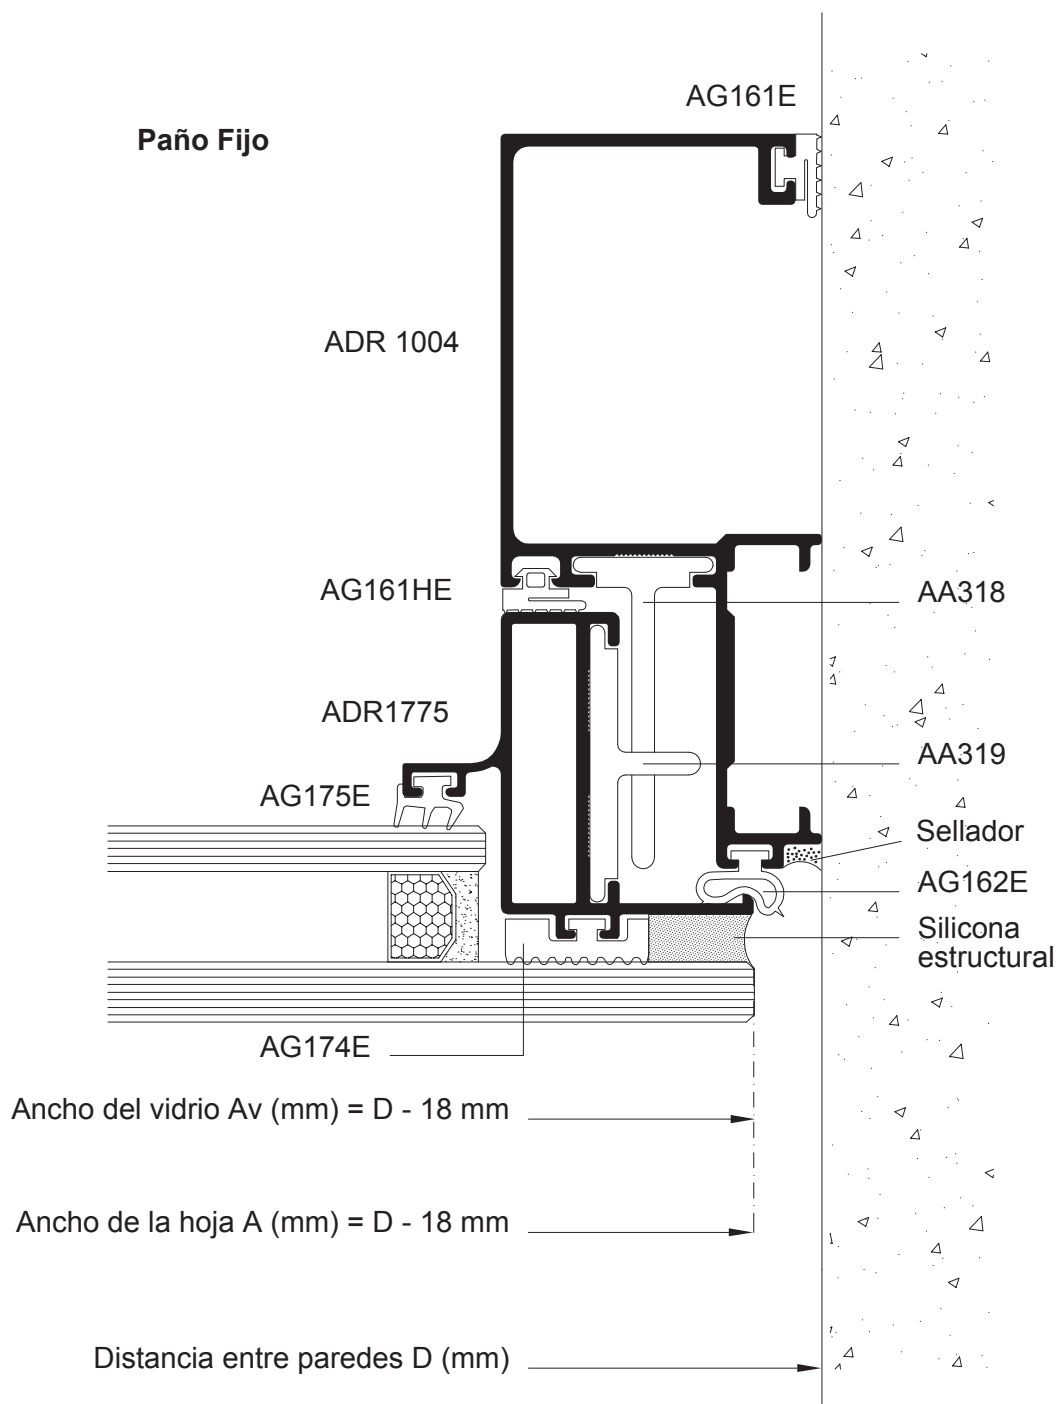 AG161E
Paño Fijo
ADR 1004
AG161HE
AA318
ADR1775
AA319
AG175E
Sellador
AG162E
Silicona
estructural
AG174E
Ancho del vidrio Av (mm) = D - 18 mm
Ancho de la hoja A (mm) = D - 18 mm
Distancia entre paredes D (mm)